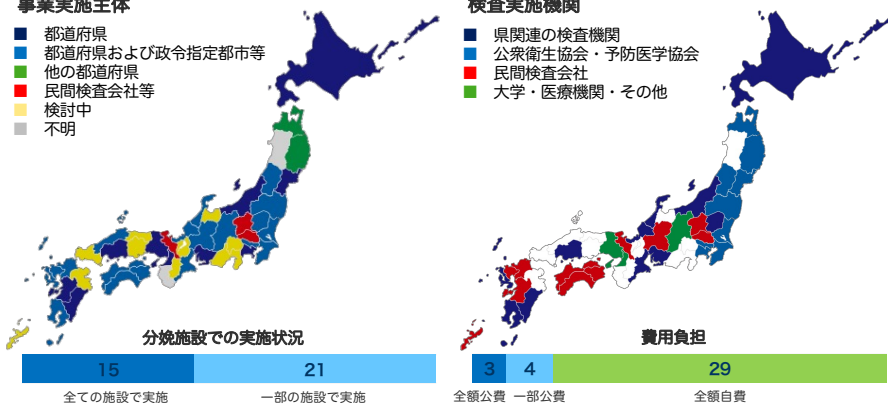 事業実施主体
都道府県
都道府県および政令指定都市等
他の都道府県
民間検査会社等
検討中
不明
分娩施設での実施状況
15
21
全ての施設で実施
一部の施設で実施
検査実施機関
県関連の検査機関
公衆衛生協会・予防医学協会
民間検査会社
大学・医療機関・その他
費用負担
3
4
29
全額公費
一部公費
全額自費